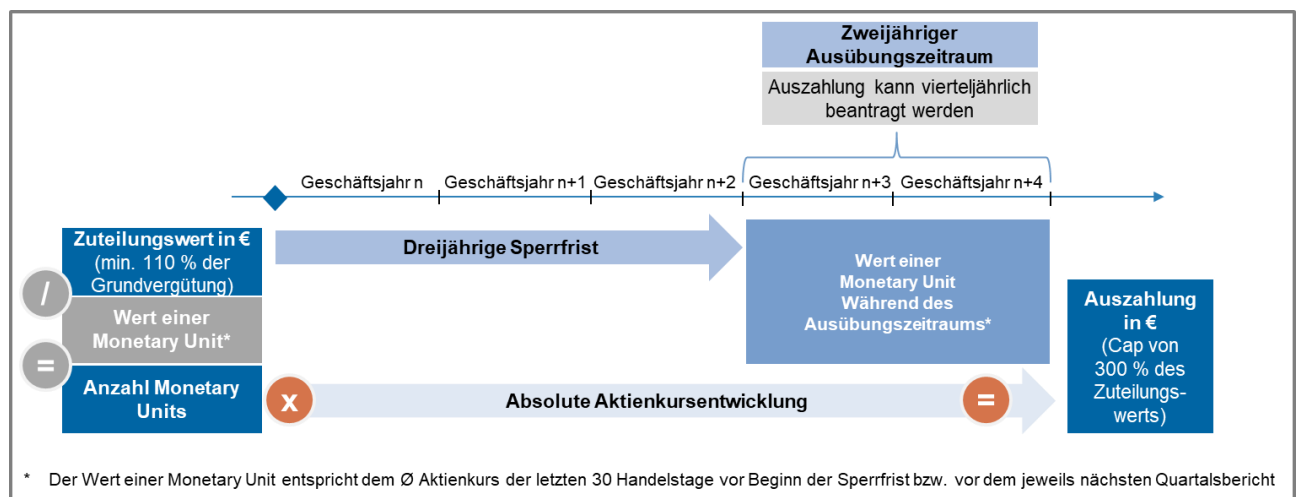 Zweijähriger
Ausübungszeitraum
Auszahlung kann vierteljährlich
beantragt werden
Geschäftsjahr n
Geschäftsjahr n+1
Geschäftsjahr n+2
Geschäftsjahr n+3
Geschäftsjahr n+4
Zuteilungswert in €
(min. 110 % der
Grundvergütung)
/
Wert einer
Monetary Unit*
=
Anzahl Monetary
Units
Dreijährige Sperrfrist
Wert einer
Monetary Unit
Während des
Ausübungszeitraums*
x
Absolute Aktienkursentwicklung
=
Auszahlung
in €
(Cap von
300 % des
Zuteilungs-
werts)
* Der Wert einer Monetary Unit entspricht dem Ø Aktienkurs der letzten 30 Handelstage vor Beginn der Sperrfrist bzw. vor dem jeweils nächsten Quartalsbericht